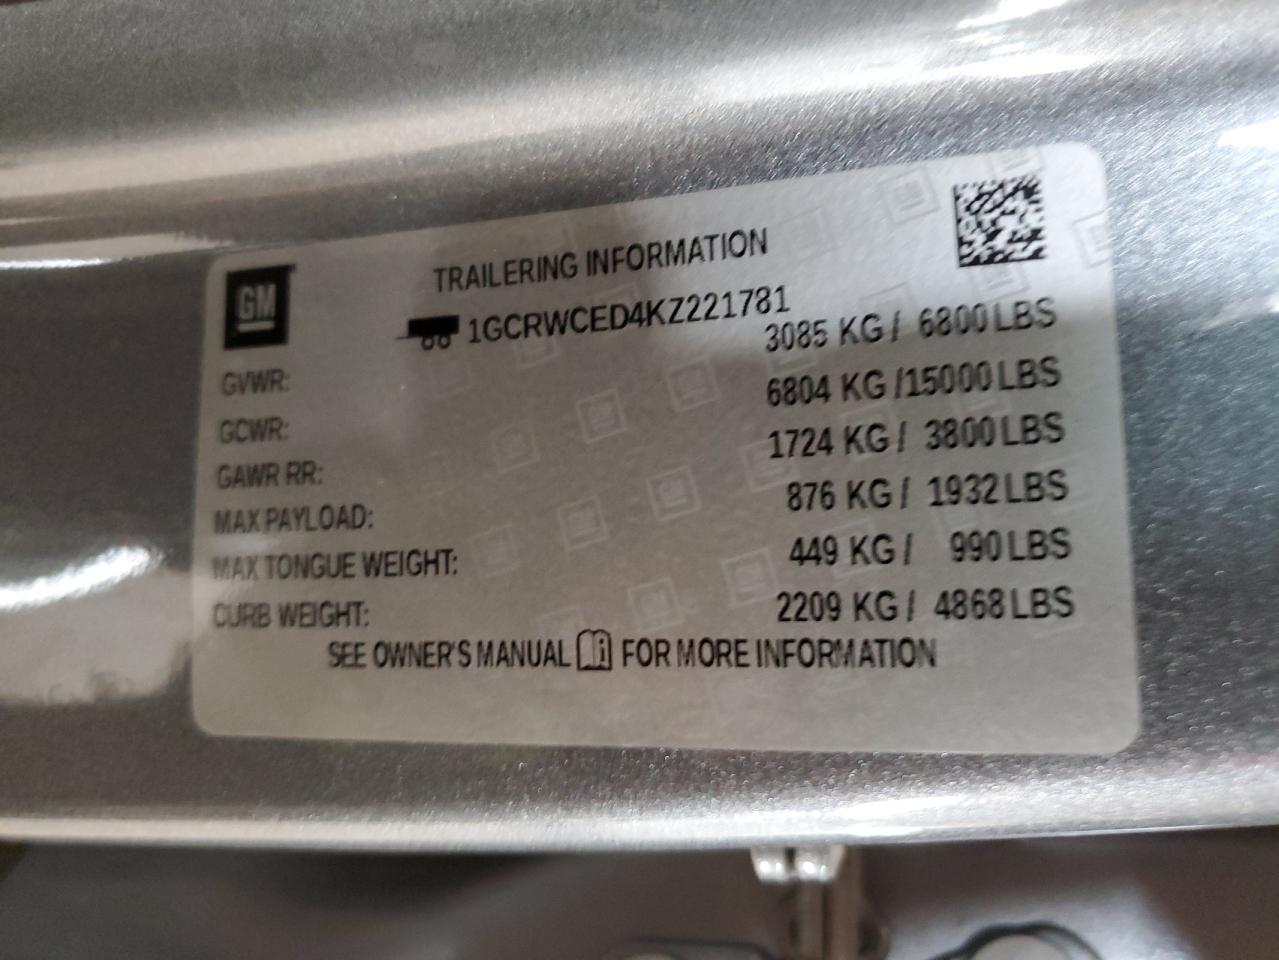 GM
TRAILERING INFORMATION
1GCRWCED4KZ221781
GVWR: 3085 KG / 6800 LBS
GCWR: 6804 KG /15000 LBS
GAWR RR: 1724 KG / 3800 LBS
MAX PAYLOAD: 876 KG / 1932 LBS
MAX TONGUE WEIGHT: 449 KG / 990 LBS
CURB WEIGHT: 2209 KG / 4868 LBS
SEE OWNER'S MANUAL FOR MORE INFORMATION